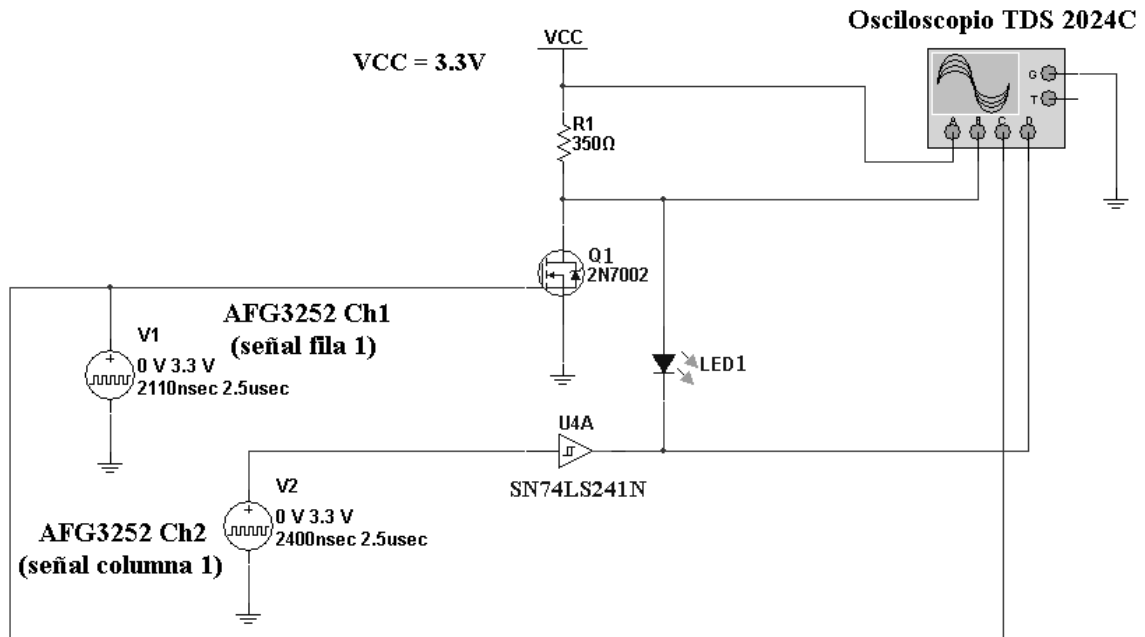 Osciloscopio TDS 2024C
VCC
VCC = 3.3V
G
T
A B C D
R1
350Ω
Q1
2N7002
AFG3252 Ch1
(señal fila 1)
V1
0 V 3.3 V
2110nsec 2.5usec
LED1
U4A
SN74LS241N
V2
0 V 3.3 V
2400nsec 2.5usec
AFG3252 Ch2
(señal columna 1)